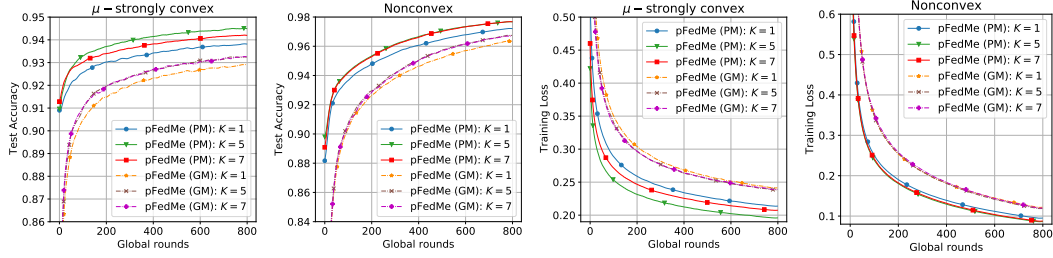 μ − strongly convex
Test Accuracy
0.95
0.94
0.93
0.92
0.91
0.90
0.89
0.88
0.87
0.86
pFedMe (PM): K = 1
pFedMe (PM): K = 5
pFedMe (PM): K = 7
pFedMe (GM): K = 1
pFedMe (GM): K = 5
pFedMe (GM): K = 7
0 200 400 600 800
Global rounds
Nonconvex
Test Accuracy
0.98
0.96
0.94
0.92
0.90
0.88
0.86
0.84
pFedMe (PM): K = 1
pFedMe (PM): K = 5
pFedMe (PM): K = 7
pFedMe (GM): K = 1
pFedMe (GM): K = 5
pFedMe (GM): K = 7
0 200 400 600 800
Global rounds
μ − strongly convex
Training Loss
0.50
0.45
0.40
0.35
0.30
0.25
0.20
pFedMe (PM): K = 1
pFedMe (PM): K = 5
pFedMe (PM): K = 7
pFedMe (GM): K = 1
pFedMe (GM): K = 5
pFedMe (GM): K = 7
0 200 400 600 800
Global rounds
Nonconvex
Training Loss
0.6
0.5
0.4
0.3
0.2
0.1
pFedMe (PM): K = 1
pFedMe (PM): K = 5
pFedMe (PM): K = 7
pFedMe (GM): K = 1
pFedMe (GM): K = 5
pFedMe (GM): K = 7
0 200 400 600 800
Global rounds